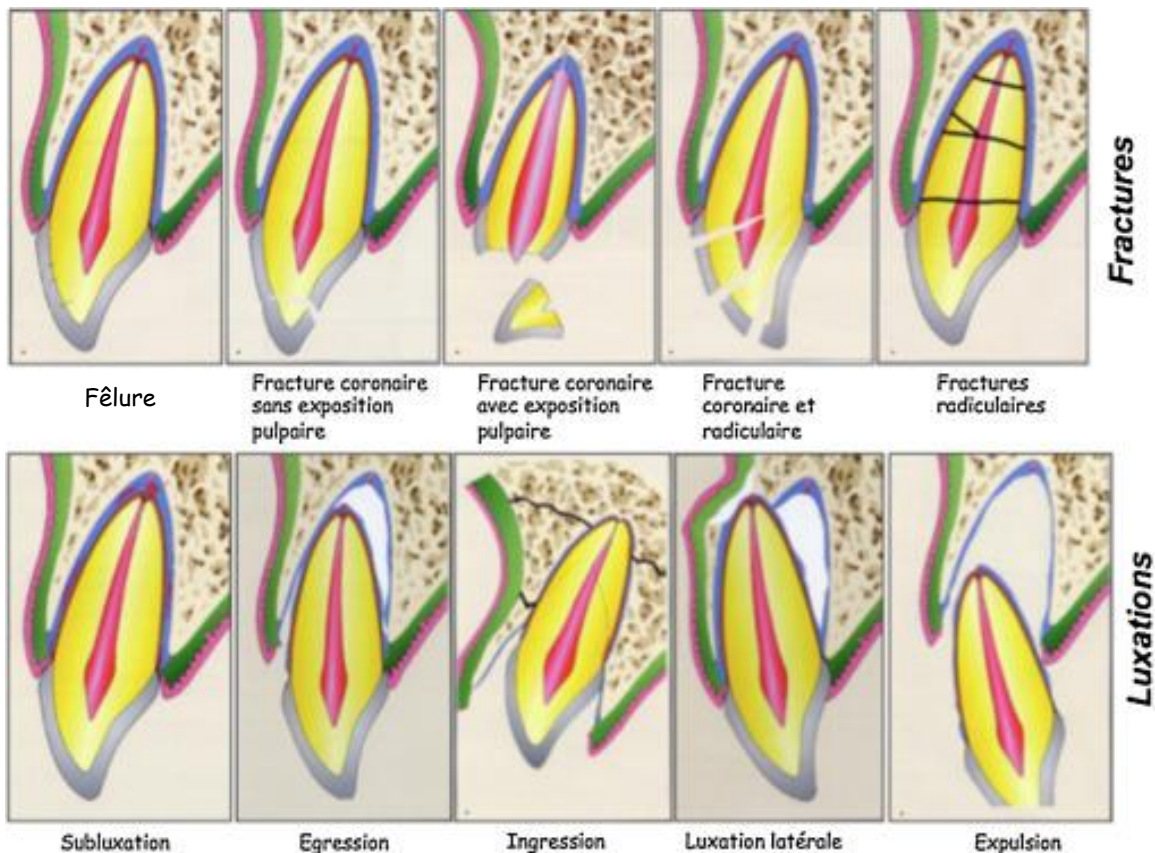 Fractures
Fêlure
Fracture coronaire
sans exposition
pulpaire
Fracture coronaire
avec exposition
pulpaire
Fracture
coronaire et
radiculaire
Fractures
radiculaires
Luxations
Subluxation
Egression
Ingression
Luxation latérale
Expulsion